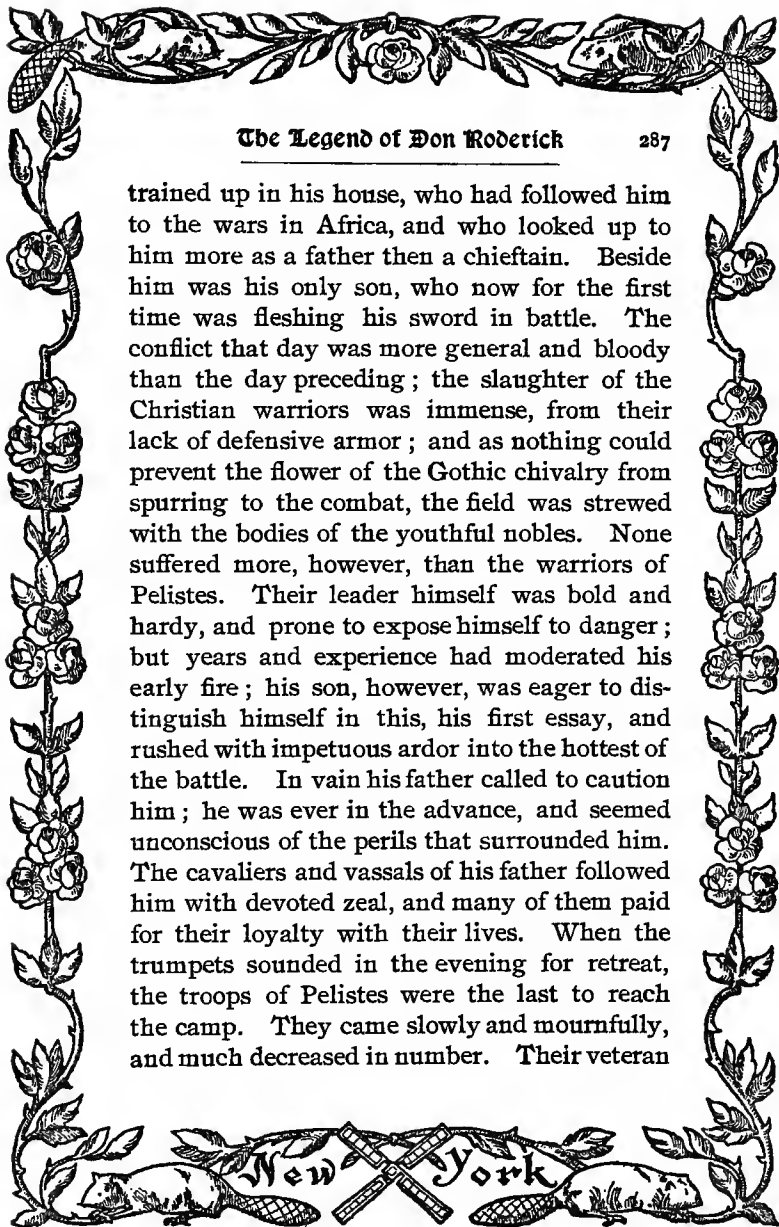 The Legend of Don Roderick 287
trained up in his house, who had followed him
to the wars in Africa, and who looked up to
him more as a father then a chieftain. Beside
him was his only son, who now for the first
time was fleshing his sword in battle. The
conflict that day was more general and bloody
than the day preceding ; the slaughter of the
Christian warriors was immense, from their
lack of defensive armor ; and as nothing could
prevent the flower of the Gothic chivalry from
spurring to the combat, the field was strewed
with the bodies of the youthful nobles. None
suffered more, however, than the warriors of
Pelistes. Their leader himself was bold and
hardy, and prone to expose himself to danger ;
but years and experience had moderated his
early fire ; his son, however, was eager to dis-
tinguish himself in this, his first essay, and
rushed with impetuous ardor into the hottest of
the battle. In vain his father called to caution
him ; he was ever in the advance, and seemed
unconscious of the perils that surrounded him.
The cavaliers and vassals of his father followed
him with devoted zeal, and many of them paid
for their loyalty with their lives. When the
trumpets sounded in the evening for retreat,
the troops of Pelistes were the last to reach
the camp. They came slowly and mournfully,
and much decreased in number. Their veteran
New York